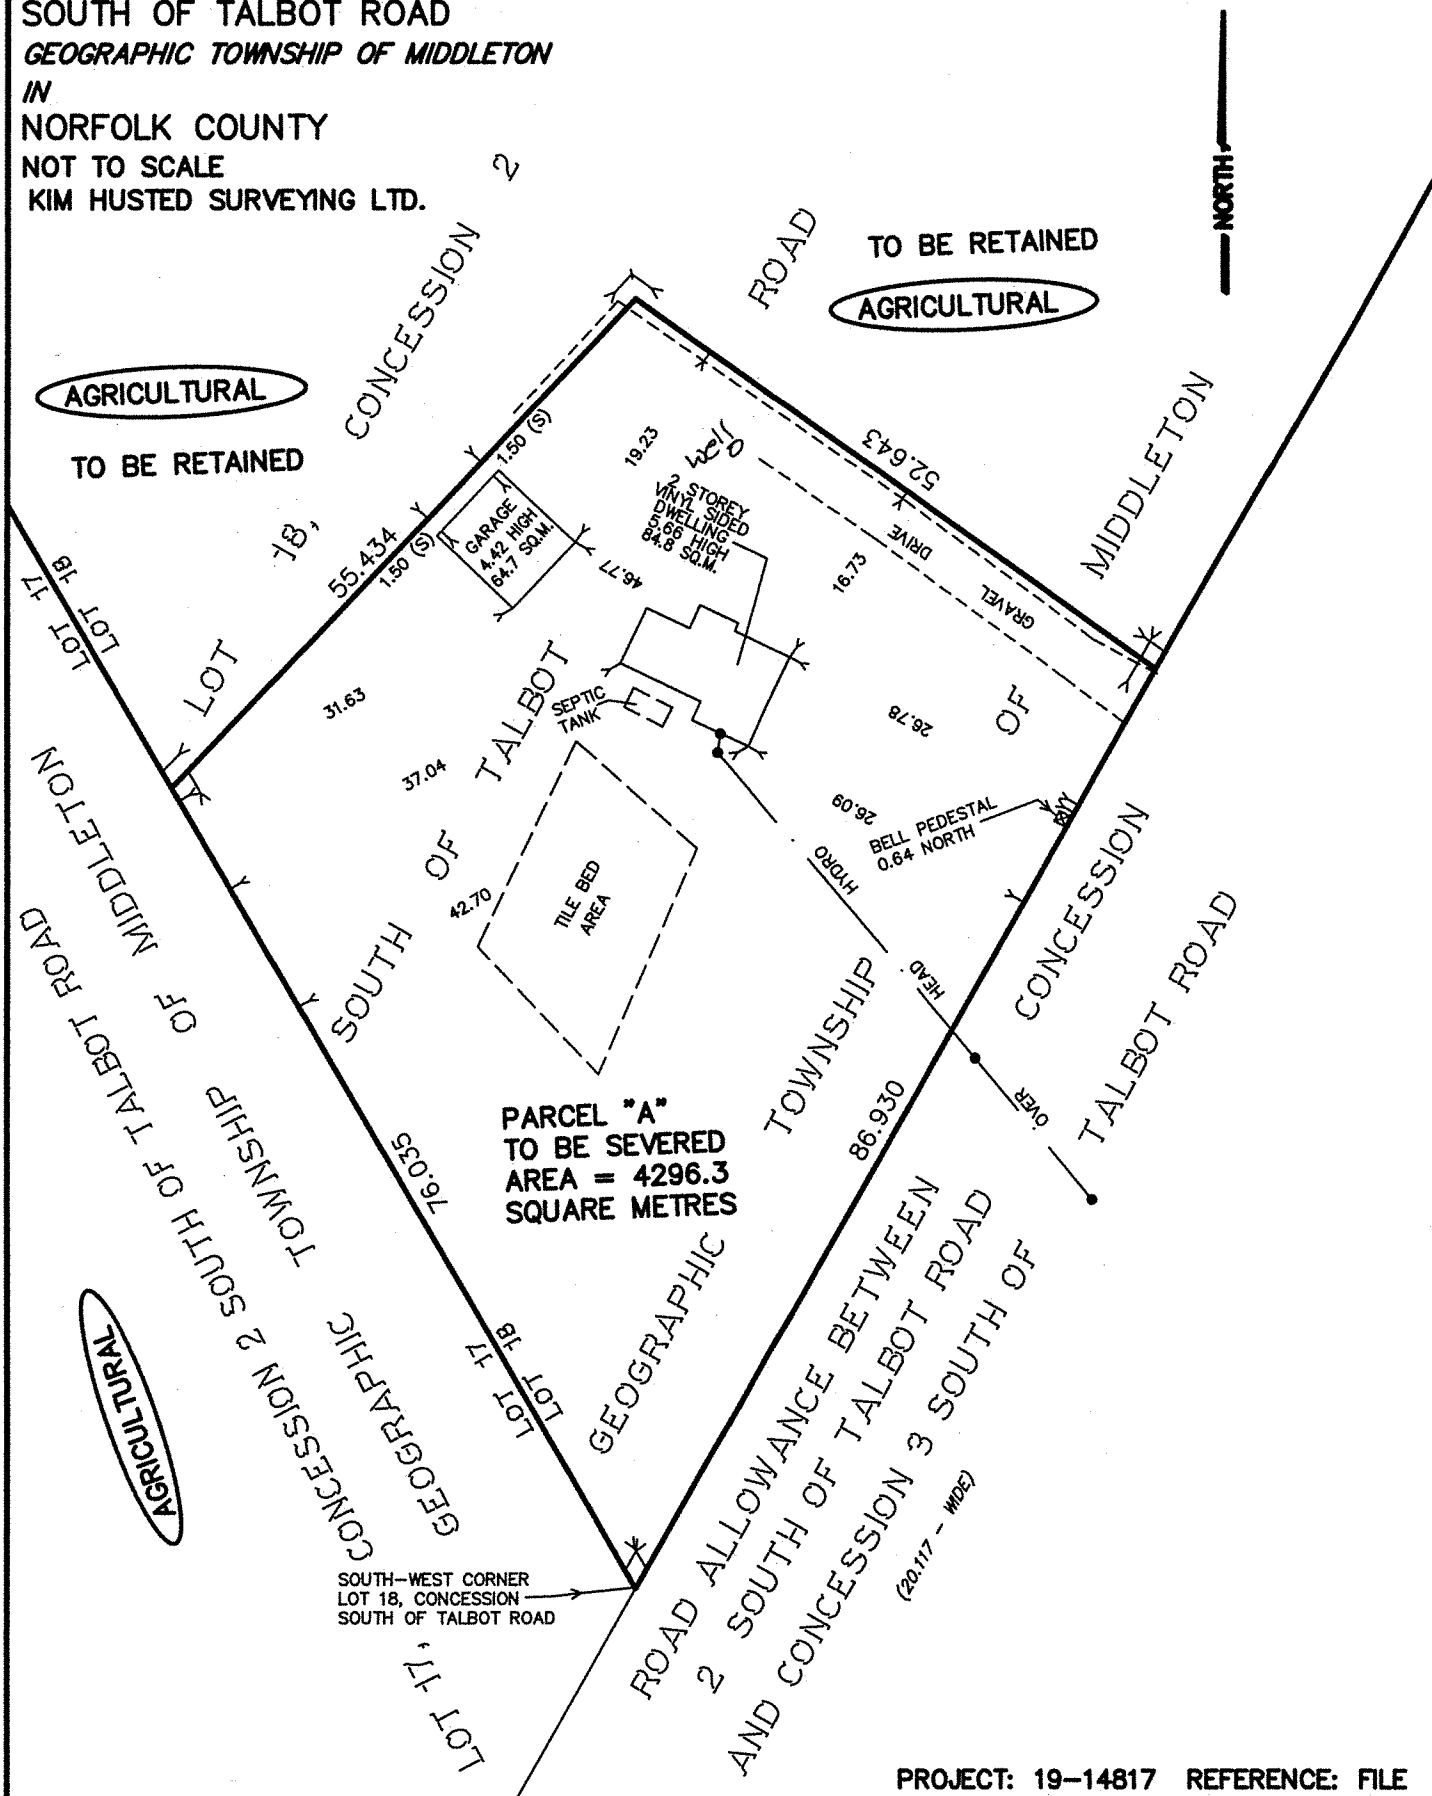 SOUTH OF TALBOT ROAD
GEOGRAPHIC TOWNSHIP OF MIDDLETON
IN
NORFOLK COUNTY
NOT TO SCALE
KIM HUSTED SURVEYING LTD.
NORTH
TO BE RETAINED
AGRICULTURAL
AGRICULTURAL
TO BE RETAINED
LOT 18, CONCESSION 2
SOUTH OF TALBOT ROAD
GEOGRAPHIC TOWNSHIP OF MIDDLETON
LOT 17
LOT 18
55.434
1.50 (S)
1.50 (S)
GARAGE
4.42 HIGH
64.7 SQ.M.
19.23
Well
2 STOREY
VINYL SIDED
DWELLING
5.66 HIGH
84.8 SQ.M.
52.643
GRAVEL DRIVE
46.77
16.73
31.63
37.04
42.70
SEPTIC
TANK
26.78
26.09
BELL PEDESTAL
0.64 NORTH
TILE BED
AREA
HYDRO
OVER HEAD
PARCEL "A"
TO BE SEVERED
AREA = 4296.3
SQUARE METRES
76.035
86.930
LOT 17
LOT 18
AGRICULTURAL
LOT 17, CONCESSION 2 SOUTH OF TALBOT ROAD
GEOGRAPHIC TOWNSHIP OF MIDDLETON
SOUTH-WEST CORNER
LOT 18, CONCESSION
SOUTH OF TALBOT ROAD
ROAD ALLOWANCE BETWEEN CONCESSION
2 SOUTH OF TALBOT ROAD
AND CONCESSION 3 SOUTH OF TALBOT ROAD
(20.117 - WIDE)
PROJECT: 19-14817 REFERENCE: FILE